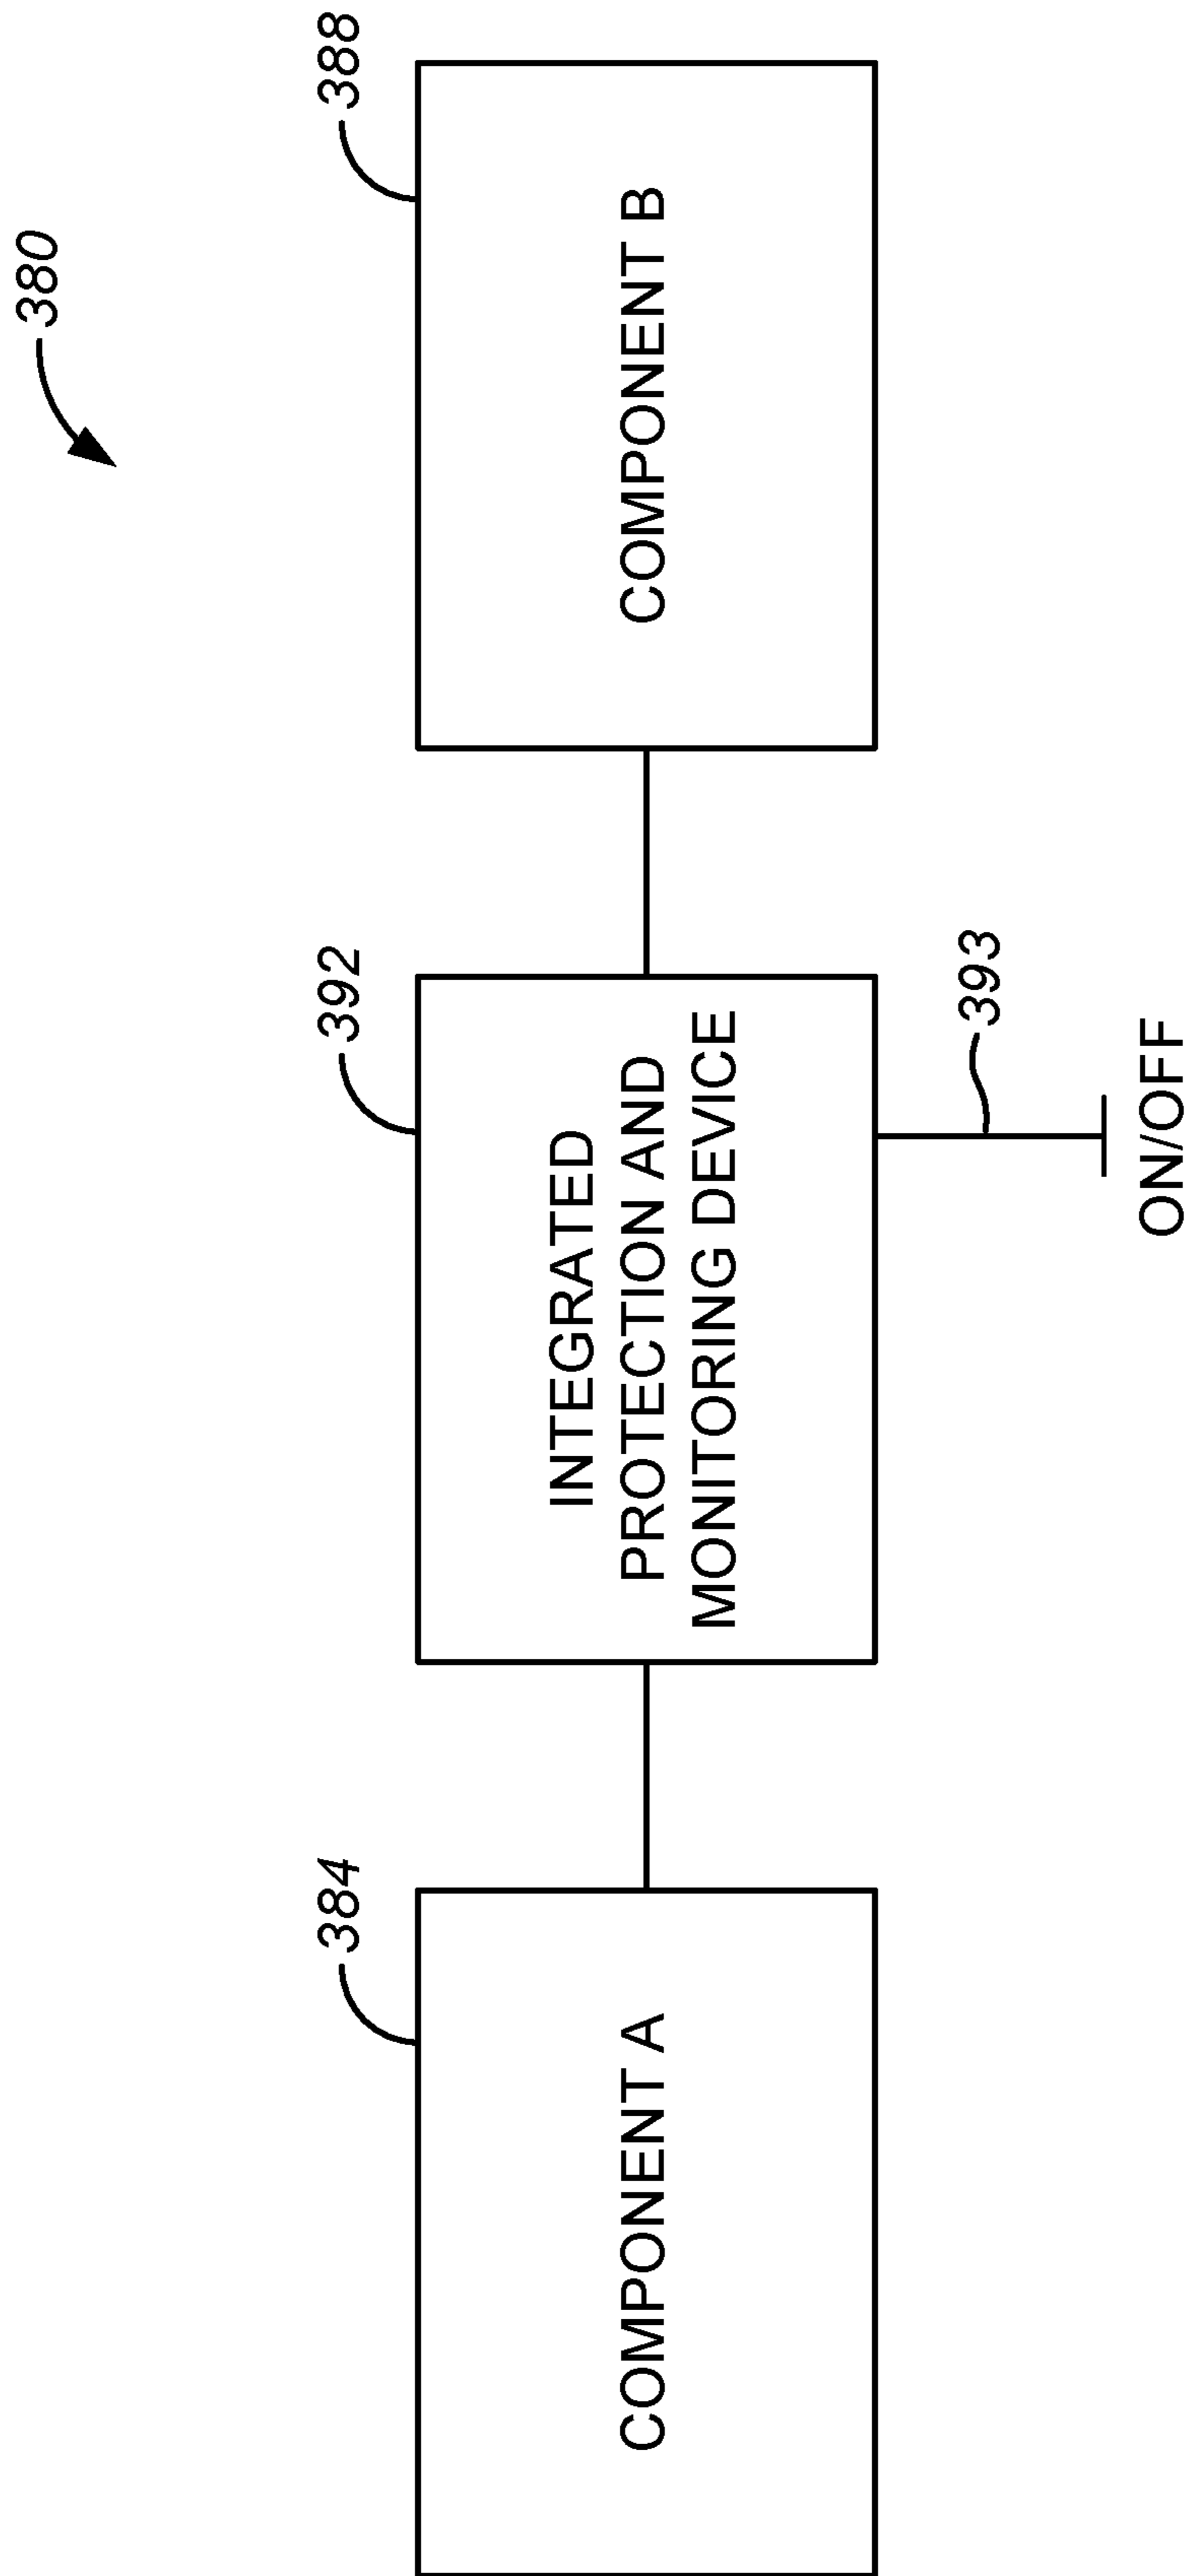 380
384
COMPONENT A
392
INTEGRATED
PROTECTION AND
MONITORING DEVICE
388
COMPONENT B
393
ON/OFF